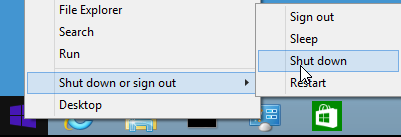 File Explorer
Search
Run
Shut down or sign out
Desktop
Sign out
Sleep
Shut down
Restart